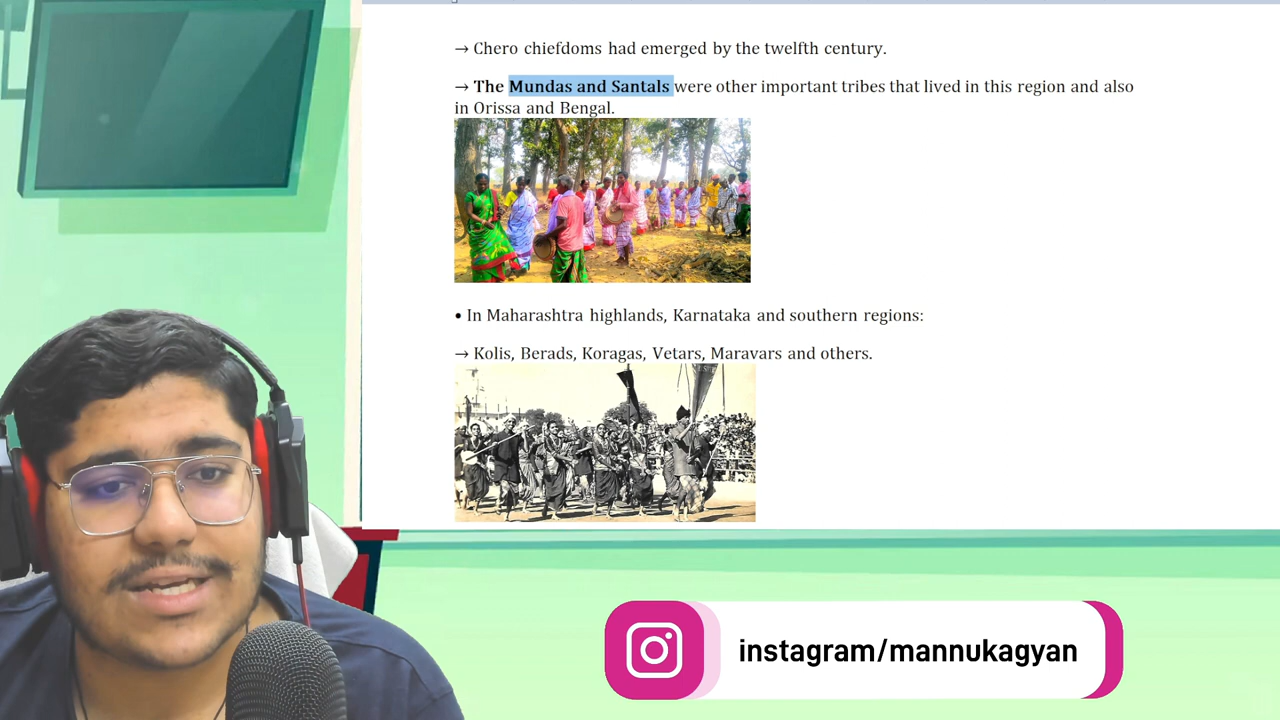 → Chero chiefdoms had emerged by the twelfth century.
→ The Mundas and Santals were other important tribes that lived in this region and also
in Orissa and Bengal.
• In Maharashtra highlands, Karnataka and southern regions:
→ Kolis, Berads, Koragas, Vetars, Maravars and others.
instagram/mannukagyan